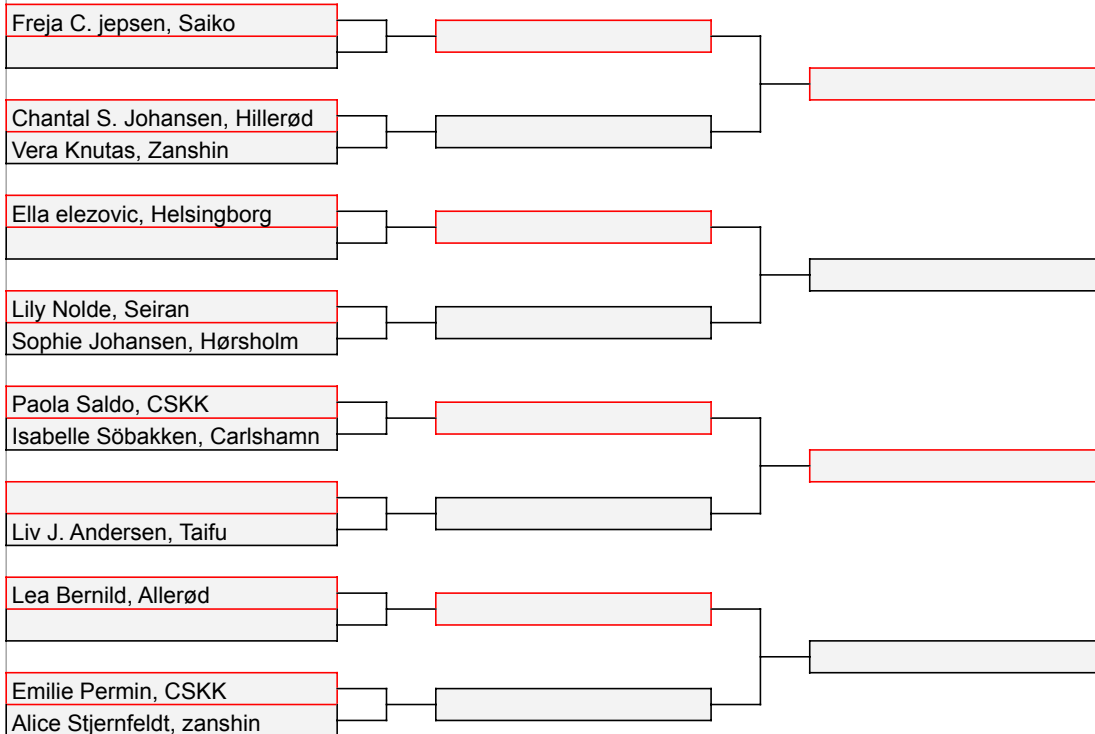 Freja C. jepsen, Saiko
Chantal S. Johansen, Hillerød
Vera Knutas, Zanshin
Ella elezovic, Helsingborg
Lily Nolde, Seiran
Sophie Johansen, Hørsholm
Paola Saldo, CSKK
Isabelle Söbakken, Carlshamn
Liv J. Andersen, Taifu
Lea Bernild, Allerød
Emilie Permin, CSKK
Alice Stjernfeldt, zanshin